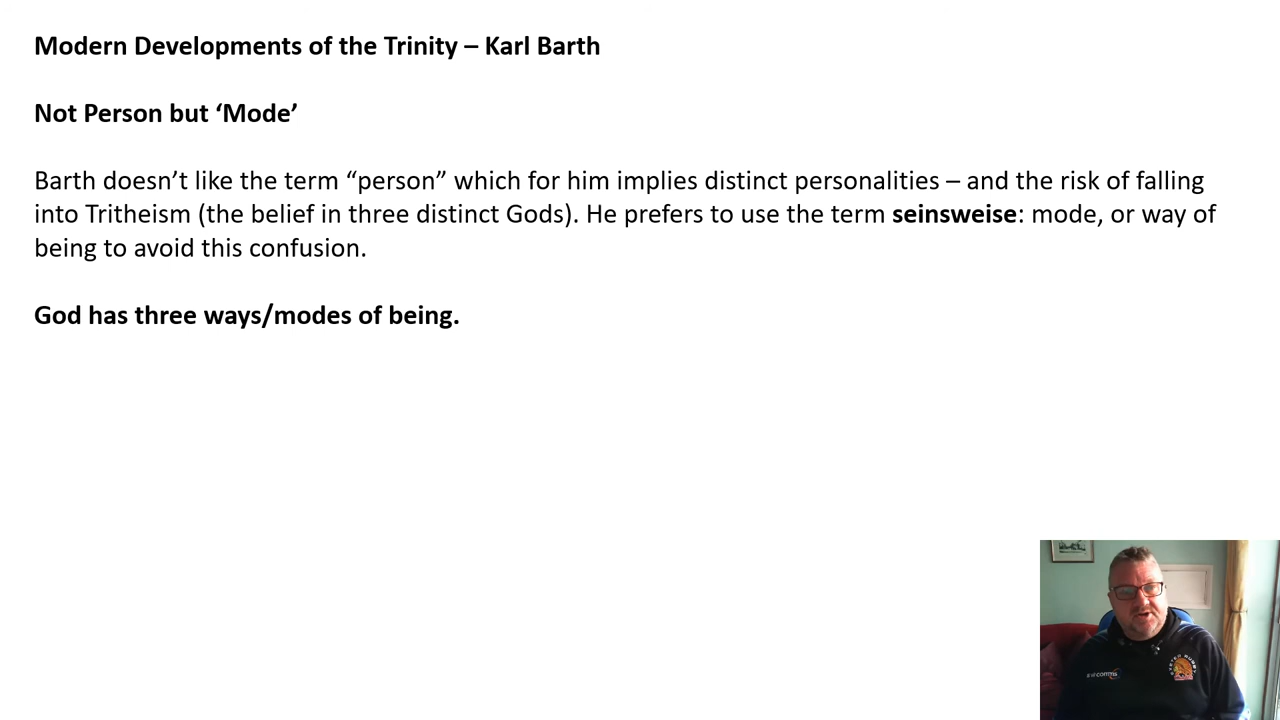 Modern Developments of the Trinity – Karl Barth
Not Person but ‘Mode’
Barth doesn’t like the term “person” which for him implies distinct personalities – and the risk of falling
into Tritheism (the belief in three distinct Gods). He prefers to use the term seinsweise: mode, or way of
being to avoid this confusion.
God has three ways/modes of being.